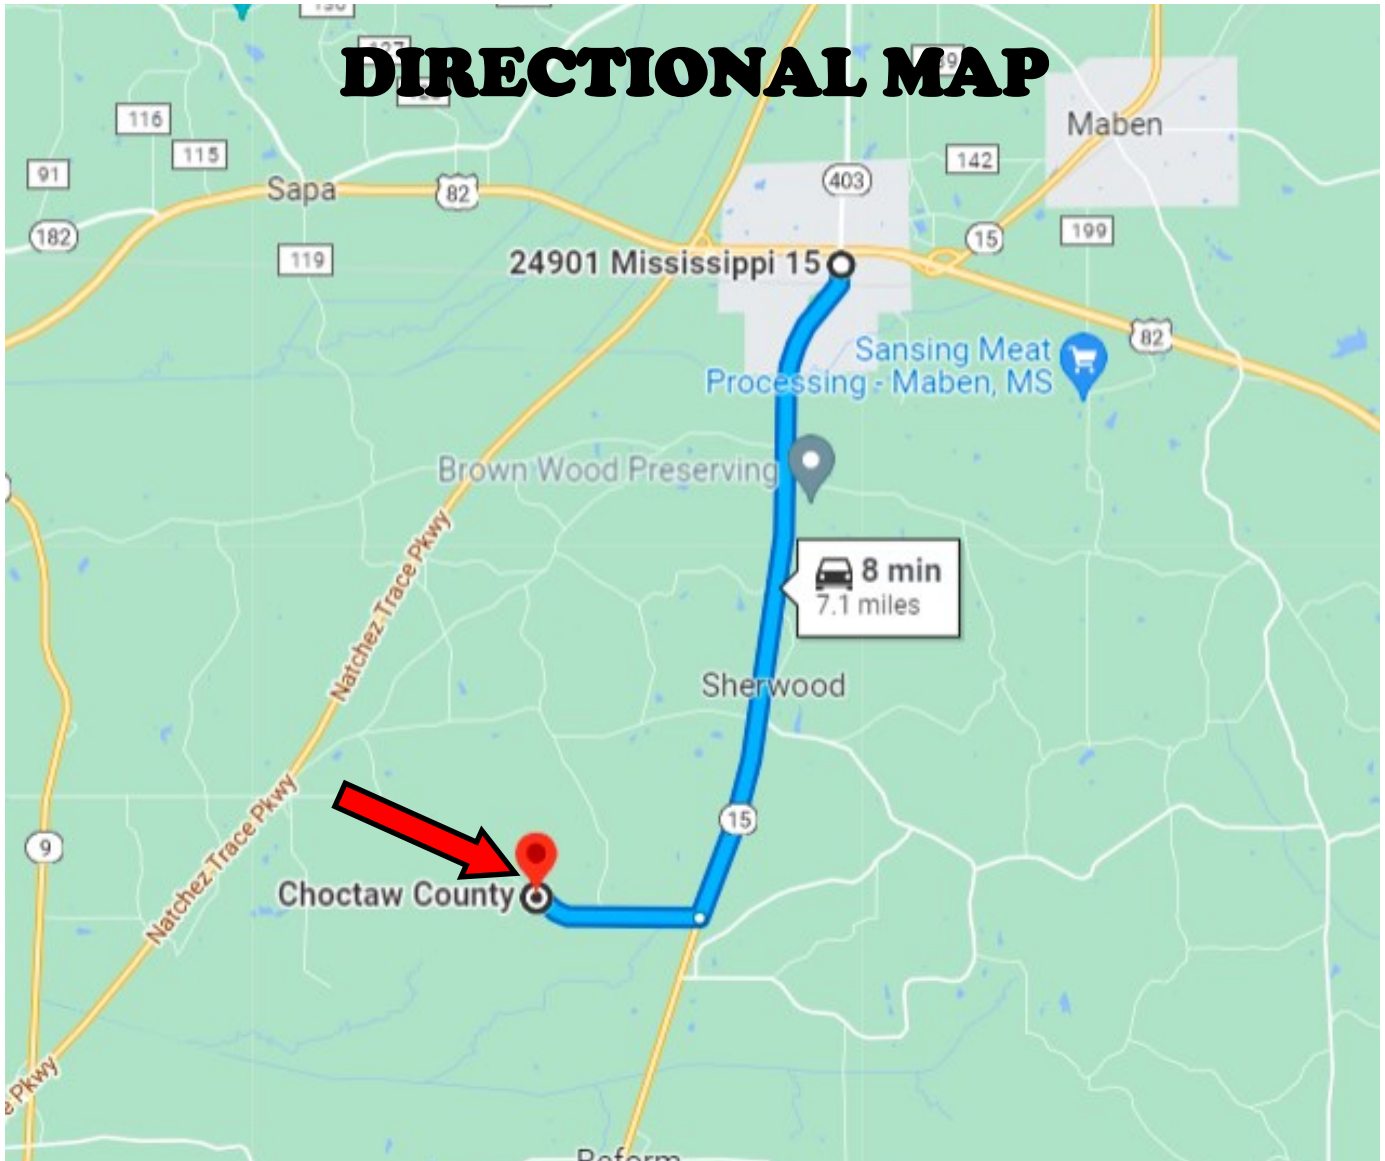 DIRECTIONAL MAP
Maben
116
142
115
91
403
Sapa
82
182
15
199
119
24901 Mississippi 15
82
Sansing Meat
Processing - Maben, MS
Brown Wood Preserving
Natchez Trace Pkwy
8 min
7.1 miles
Sherwood
Natchez Trace Pkwy
15
9
Choctaw County
Pkwy
Reform